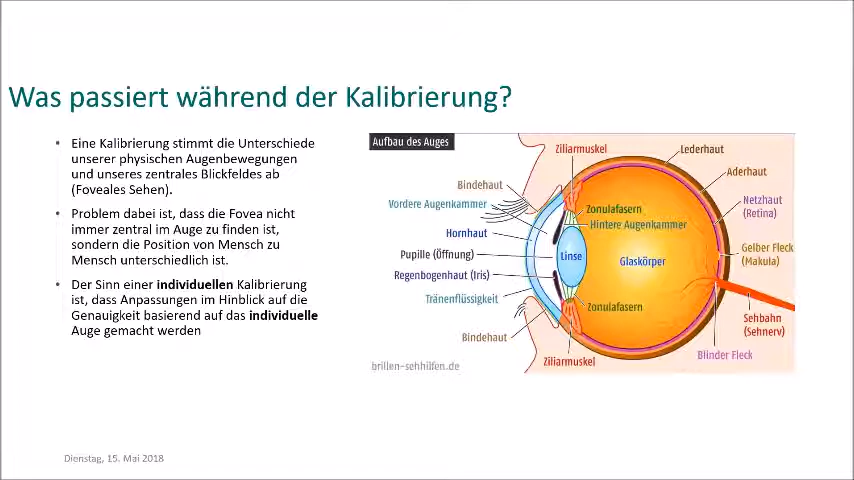 Was passiert während der Kalibrierung?
• Eine Kalibrierung stimmt die Unterschiede
unserer physischen Augenbewegungen
und unseres zentrales Blickfeldes ab
(Foveales Sehen).
• Problem dabei ist, dass die Fovea nicht
immer zentral im Auge zu finden ist,
sondern die Position von Mensch zu
Mensch unterschiedlich ist.
• Der Sinn einer individuellen Kalibrierung
ist, dass Anpassungen im Hinblick auf die
Genauigkeit basierend auf das individuelle
Auge gemacht werden
Aufbau des Auges
Ziliarmuskel
Lederhaut
Aderhaut
Bindehaut
Netzhaut
(Retina)
Vordere Augenkammer
Zonulafasern
Hintere Augenkammer
Hornhaut
Gelber Fleck
(Makula)
Pupille (Öffnung)
Linse
Glaskörper
Regenbogenhaut (Iris)
Tränenflüssigkeit
Zonulafasern
Sehbahn
(Sehnerv)
Bindehaut
Blinder Fleck
Ziliarmuskel
brillen-sehhilfen.de
Dienstag, 15. Mai 2018